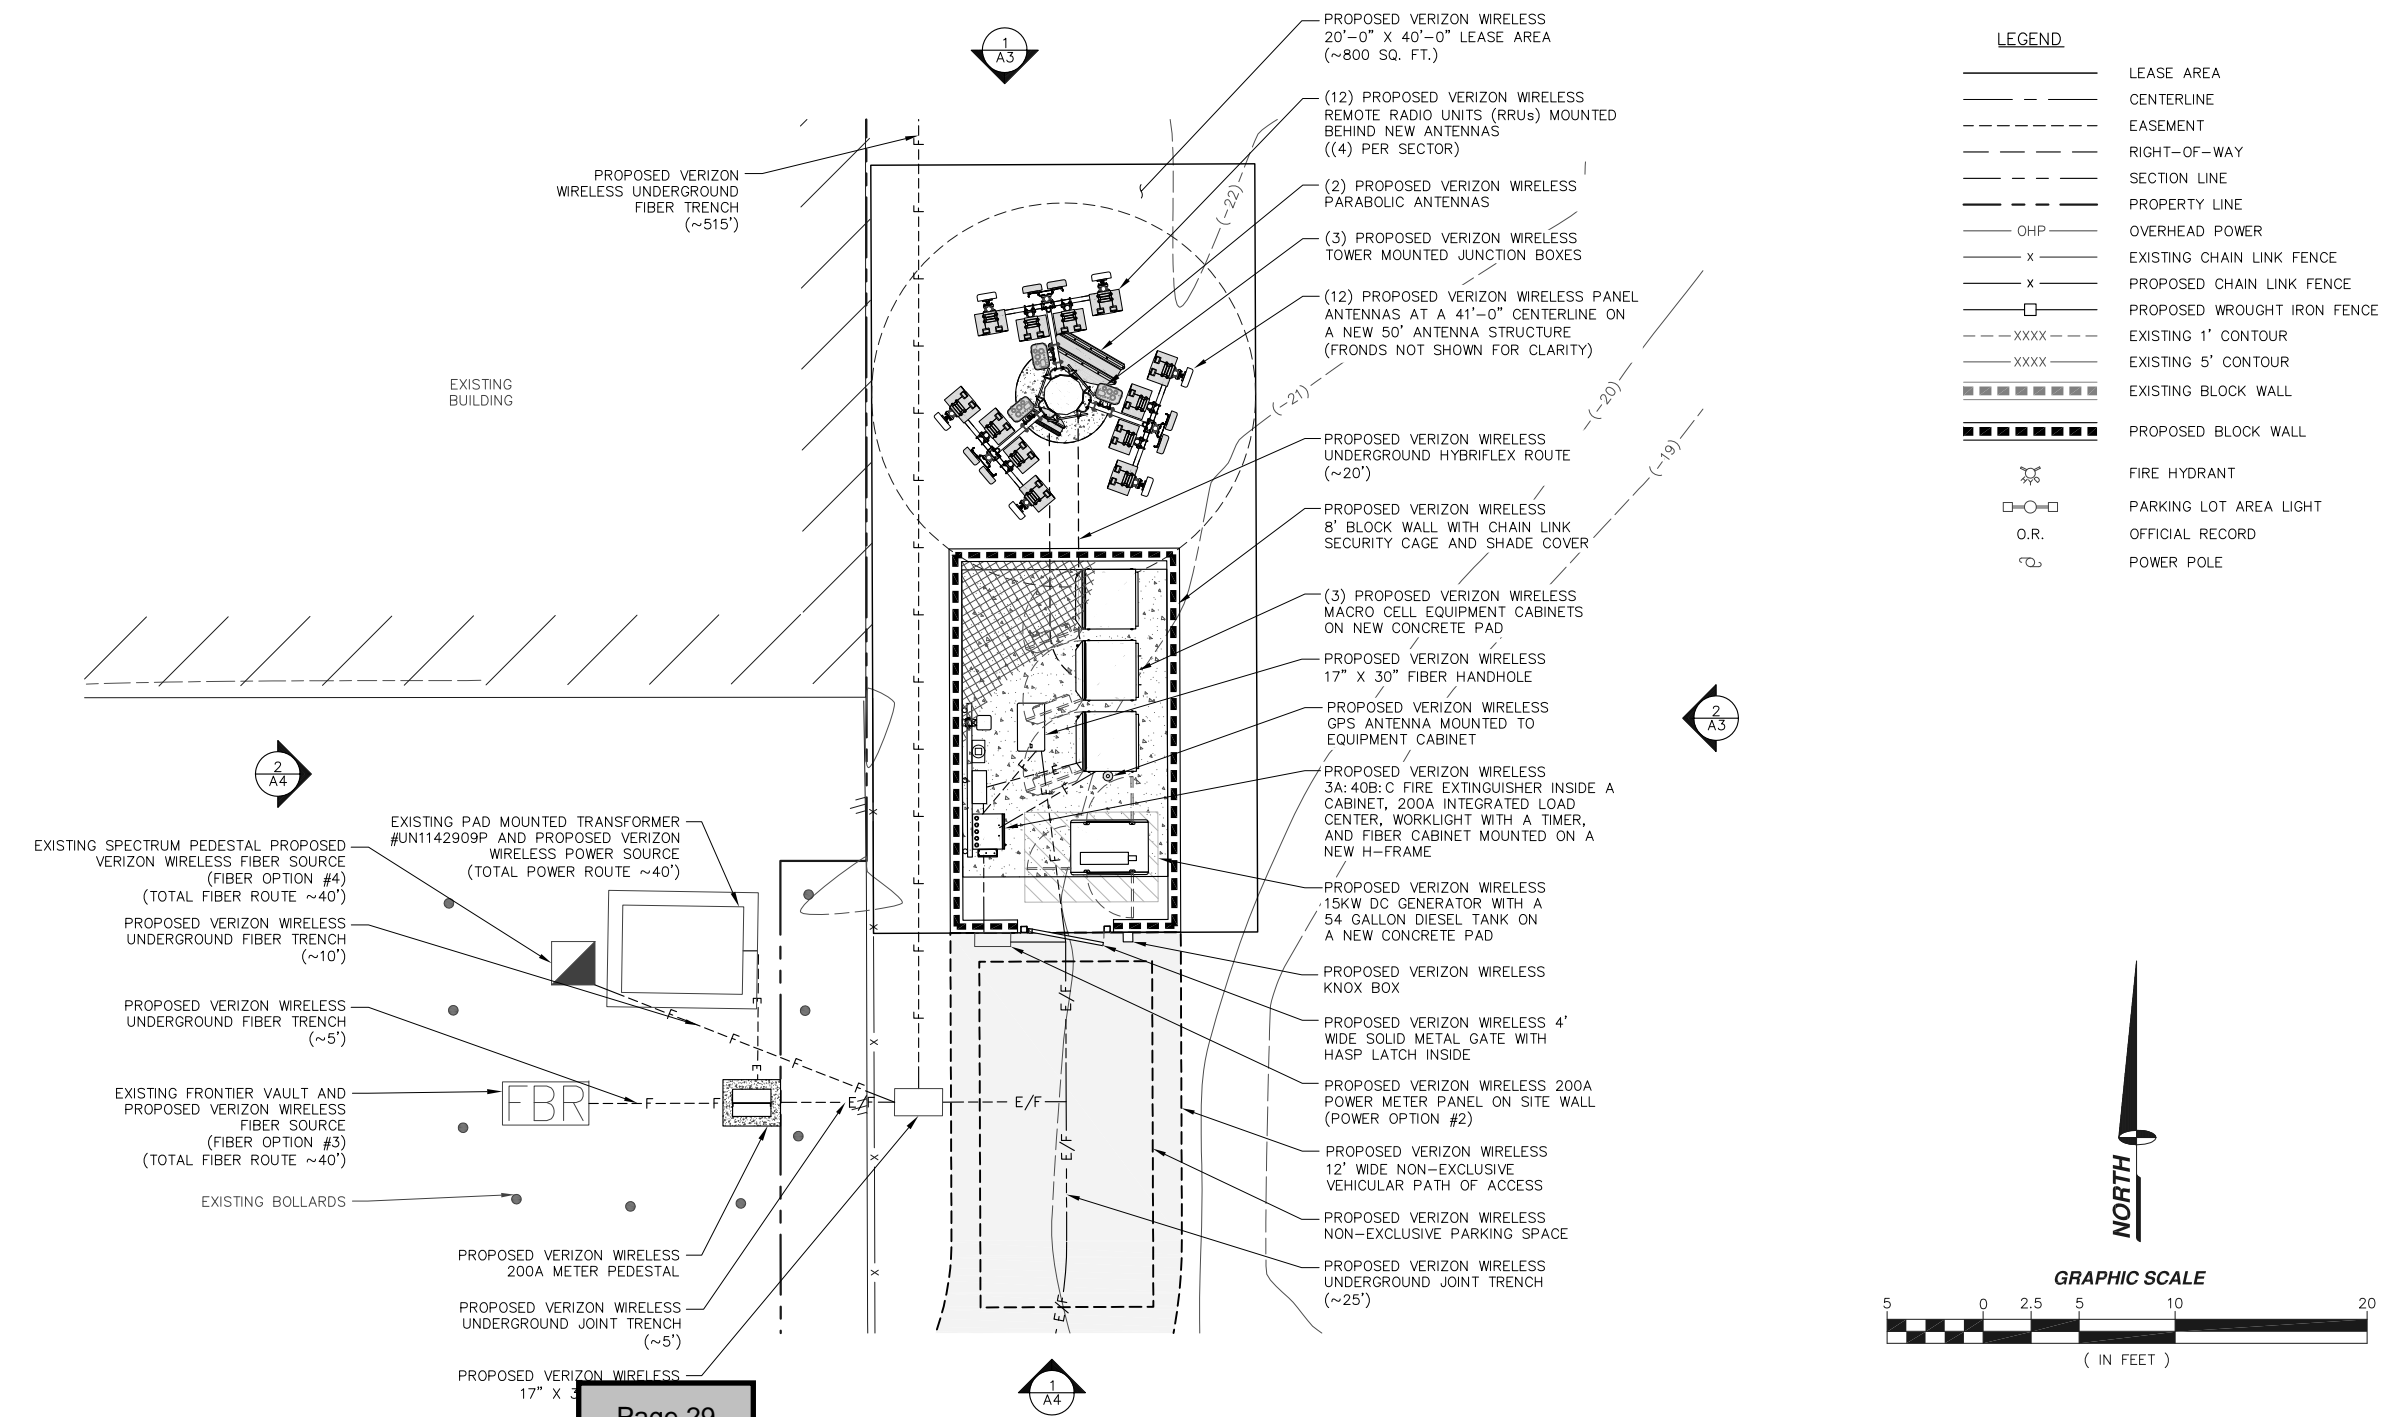 1
A3
PROPOSED VERIZON WIRELESS
20'-0" X 40'-0" LEASE AREA
(~800 SQ. FT.)
(12) PROPOSED VERIZON WIRELESS
REMOTE RADIO UNITS (RRUs) MOUNTED
BEHIND NEW ANTENNAS
((4) PER SECTOR)
(2) PROPOSED VERIZON WIRELESS
PARABOLIC ANTENNAS
(3) PROPOSED VERIZON WIRELESS
TOWER MOUNTED JUNCTION BOXES
(12) PROPOSED VERIZON WIRELESS PANEL
ANTENNAS AT A 41'-0" CENTERLINE ON
A NEW 50' ANTENNA STRUCTURE
(FRONDS NOT SHOWN FOR CLARITY)
PROPOSED VERIZON WIRELESS
UNDERGROUND HYBRIFLEX ROUTE
(~20')
PROPOSED VERIZON WIRELESS
8' BLOCK WALL WITH CHAIN LINK
SECURITY CAGE AND SHADE COVER
(3) PROPOSED VERIZON WIRELESS
MACRO CELL EQUIPMENT CABINETS
ON NEW CONCRETE PAD
PROPOSED VERIZON WIRELESS
17" X 30" FIBER HANDHOLE
PROPOSED VERIZON WIRELESS
GPS ANTENNA MOUNTED TO
EQUIPMENT CABINET
PROPOSED VERIZON WIRELESS
3A:40B:C FIRE EXTINGUISHER INSIDE A
CABINET, 200A INTEGRATED LOAD
CENTER, WORKLIGHT WITH A TIMER,
AND FIBER CABINET MOUNTED ON A
NEW H-FRAME
PROPOSED VERIZON WIRELESS
15KW DC GENERATOR WITH A
54 GALLON DIESEL TANK ON
A NEW CONCRETE PAD
PROPOSED VERIZON WIRELESS
KNOX BOX
PROPOSED VERIZON WIRELESS 4'
WIDE SOLID METAL GATE WITH
HASP LATCH INSIDE
PROPOSED VERIZON WIRELESS 200A
POWER METER PANEL ON SITE WALL
(POWER OPTION #2)
PROPOSED VERIZON WIRELESS
12' WIDE NON-EXCLUSIVE
VEHICULAR PATH OF ACCESS
PROPOSED VERIZON WIRELESS
NON-EXCLUSIVE PARKING SPACE
PROPOSED VERIZON WIRELESS
UNDERGROUND JOINT TRENCH
(~25')
PROPOSED VERIZON
WIRELESS UNDERGROUND
FIBER TRENCH
(~515')
EXISTING
BUILDING
(-22)
(-21)
(-20)
(-19)
2
A3
2
A4
EXISTING PAD MOUNTED TRANSFORMER
#UN1142909P AND PROPOSED VERIZON
WIRELESS POWER SOURCE
(TOTAL POWER ROUTE ~40')
EXISTING SPECTRUM PEDESTAL PROPOSED
VERIZON WIRELESS FIBER SOURCE
(FIBER OPTION #4)
(TOTAL FIBER ROUTE ~40')
PROPOSED VERIZON WIRELESS
UNDERGROUND FIBER TRENCH
(~10')
PROPOSED VERIZON WIRELESS
UNDERGROUND FIBER TRENCH
(~5')
EXISTING FRONTIER VAULT AND
PROPOSED VERIZON WIRELESS
FIBER SOURCE
(FIBER OPTION #3)
(TOTAL FIBER ROUTE ~40')
EXISTING BOLLARDS
FBR
F
F
F
F
F
F
E
E
E/F
E/F
E/F
E/F
E/F
X
X
X
X
X
PROPOSED VERIZON WIRELESS
200A METER PEDESTAL
PROPOSED VERIZON WIRELESS
UNDERGROUND JOINT TRENCH
(~5')
PROPOSED VERIZON WIRELESS
17" X 3
Page 29
1
A4
LEGEND
LEASE AREA
CENTERLINE
EASEMENT
RIGHT-OF-WAY
SECTION LINE
PROPERTY LINE
OHP OVERHEAD POWER
X EXISTING CHAIN LINK FENCE
X PROPOSED CHAIN LINK FENCE
PROPOSED WROUGHT IRON FENCE
XXXX EXISTING 1' CONTOUR
XXXX EXISTING 5' CONTOUR
EXISTING BLOCK WALL
PROPOSED BLOCK WALL
FIRE HYDRANT
PARKING LOT AREA LIGHT
O.R. OFFICIAL RECORD
POWER POLE
NORTH
GRAPHIC SCALE
5 0 2.5 5 10 20
( IN FEET )